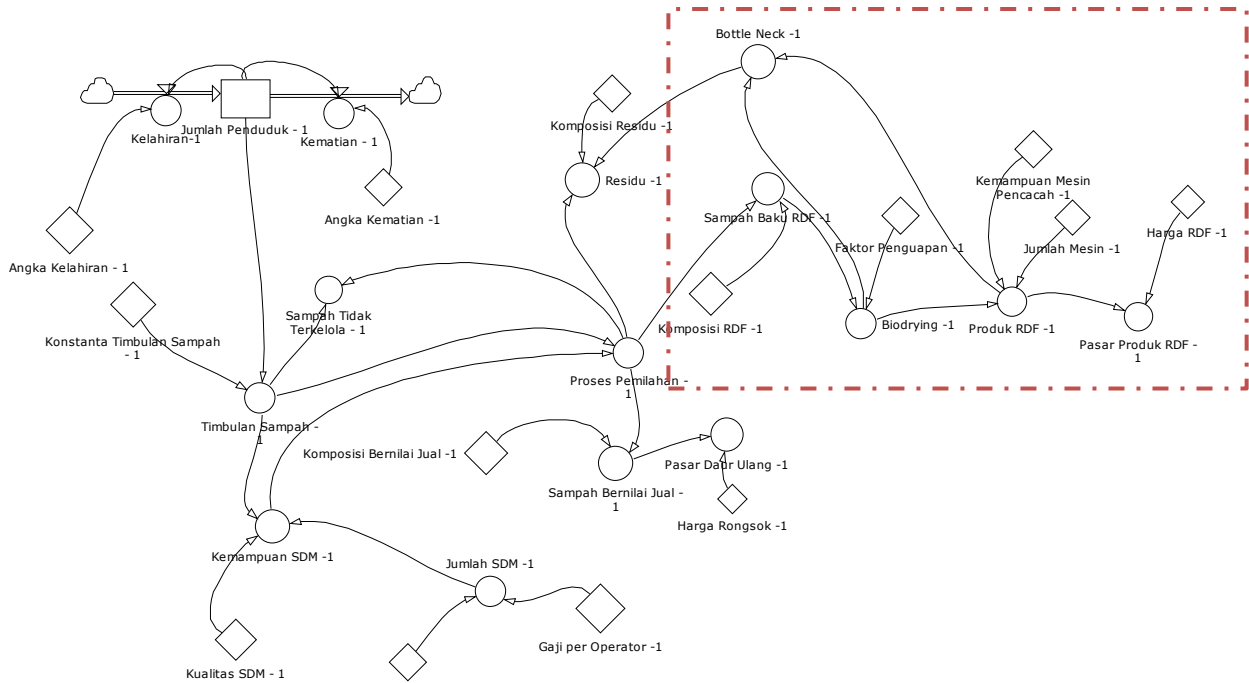 Bottle Neck -1
Komposisi Residu -1
Jumlah Penduduk - 1
Kelahiran-1
Kematian - 1
Residu -1
Kemampuan Mesin
Pencacah -1
Angka Kematian -1
Sampah Baku RDF -1
Harga RDF -1
Faktor Penguapan -1
Jumlah Mesin -1
Angka Kelahiran - 1
Sampah Tidak
Terkelola - 1
Komposisi RDF -1
Biodrying -1
Produk RDF -1
Konstanta Timbulan Sampah
- 1
Pasar Produk RDF -
1
Proses Pemilahan -
1
Timbulan Sampah -
1
Komposisi Bernilai Jual -1
Pasar Daur Ulang -1
Sampah Bernilai Jual -
1
Harga Rongsok -1
Kemampuan SDM -1
Jumlah SDM -1
Gaji per Operator -1
Kualitas SDM - 1